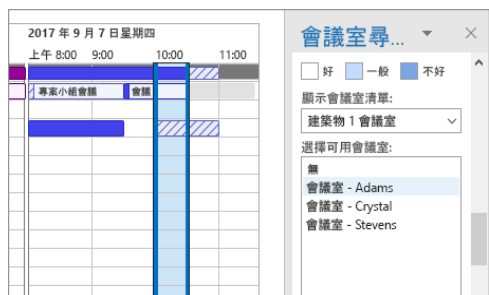 2017 年 9 月 7 日星期四
上午 8:00 9:00 10:00 11:00
專案小組會議 會議
會議室尋...
好 一般 不好
顯示會議室清單:
建築物 1 會議室
選擇可用會議室:
無
會議室 - Adams
會議室 - Crystal
會議室 - Stevens